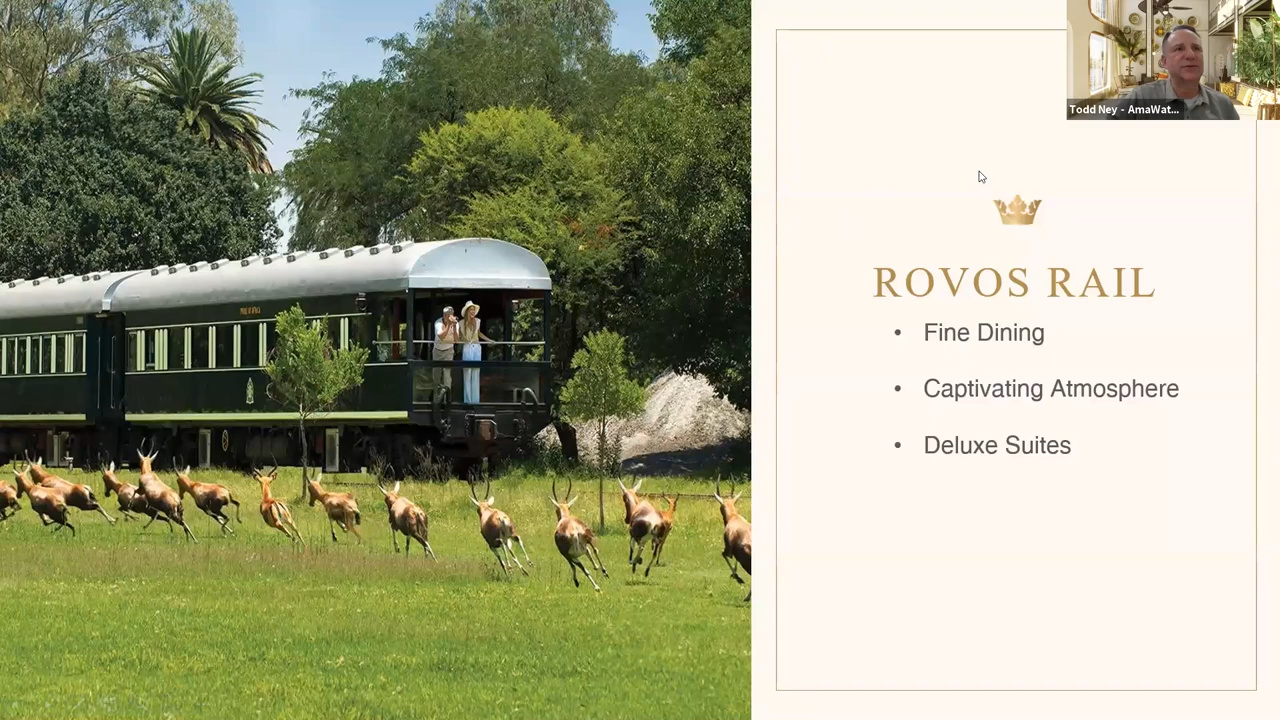 Todd Ney - AmaWat...
ROVOS RAIL
• Fine Dining
• Captivating Atmosphere
• Deluxe Suites